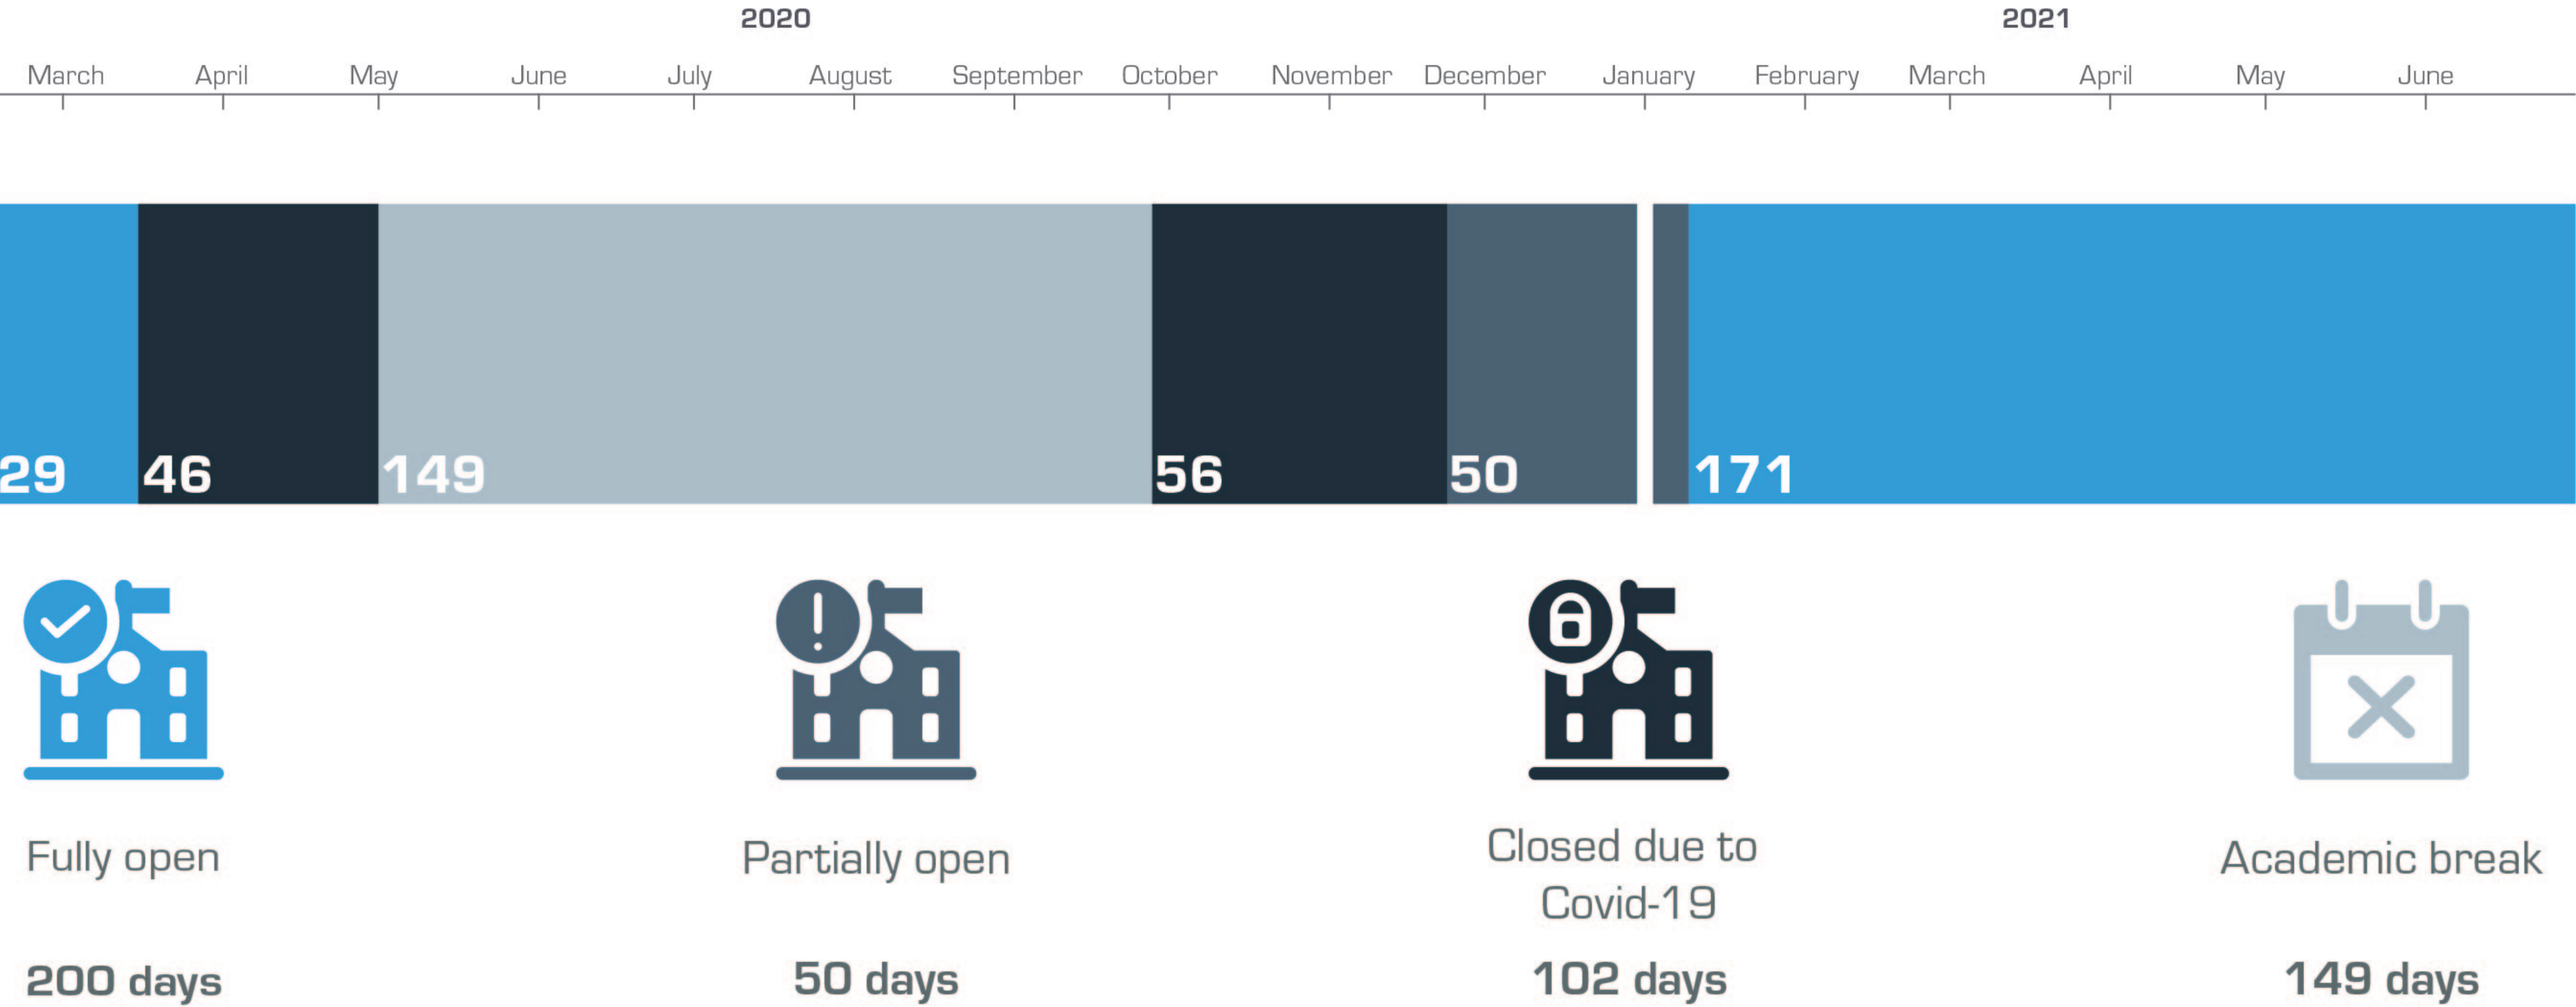 2020 2021
March April May June July August September October November December January February March April May June
29 46 149 56 50 171
Fully open
Partially open
Closed due to
Covid-19
Academic break
200 days
50 days
102 days
149 days